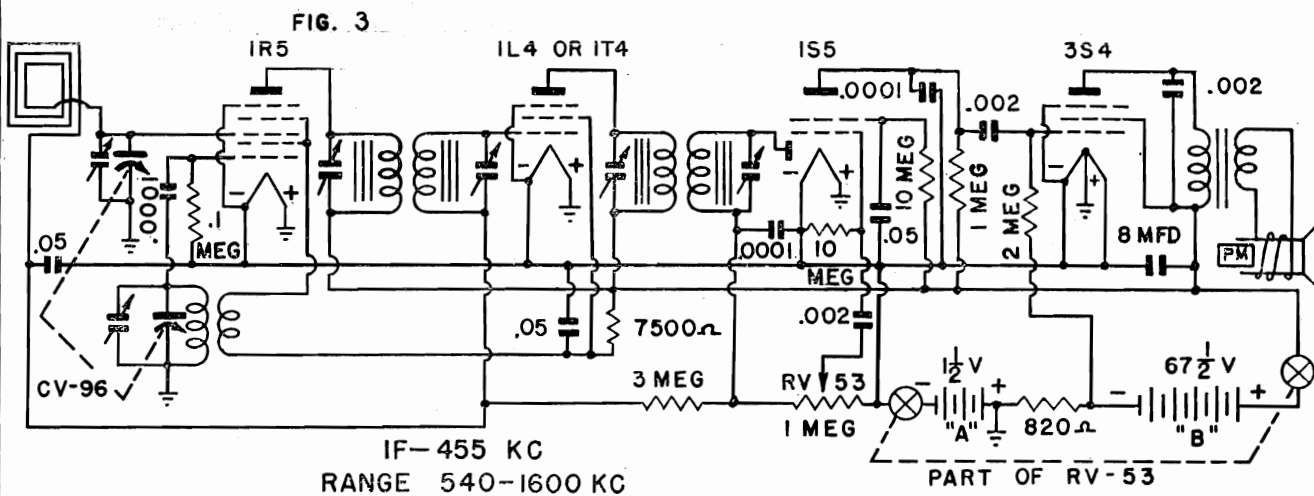 FIG. 3
1R5
1L4 OR 1T4
1S5
3S4
.0001
.002
.002
.0001
.1
MEG
.05
.0001
10
MEG
.05
10 MEG
1 MEG
2 MEG
8 MFD
PM
.05
7500Ω
.002
CV-96
3 MEG
RV 53
1 MEG
- 1½ V +
"A"
820Ω
- 67½ V +
"B"
PART OF RV-53
IF-455 KC
RANGE 540-1600 KC